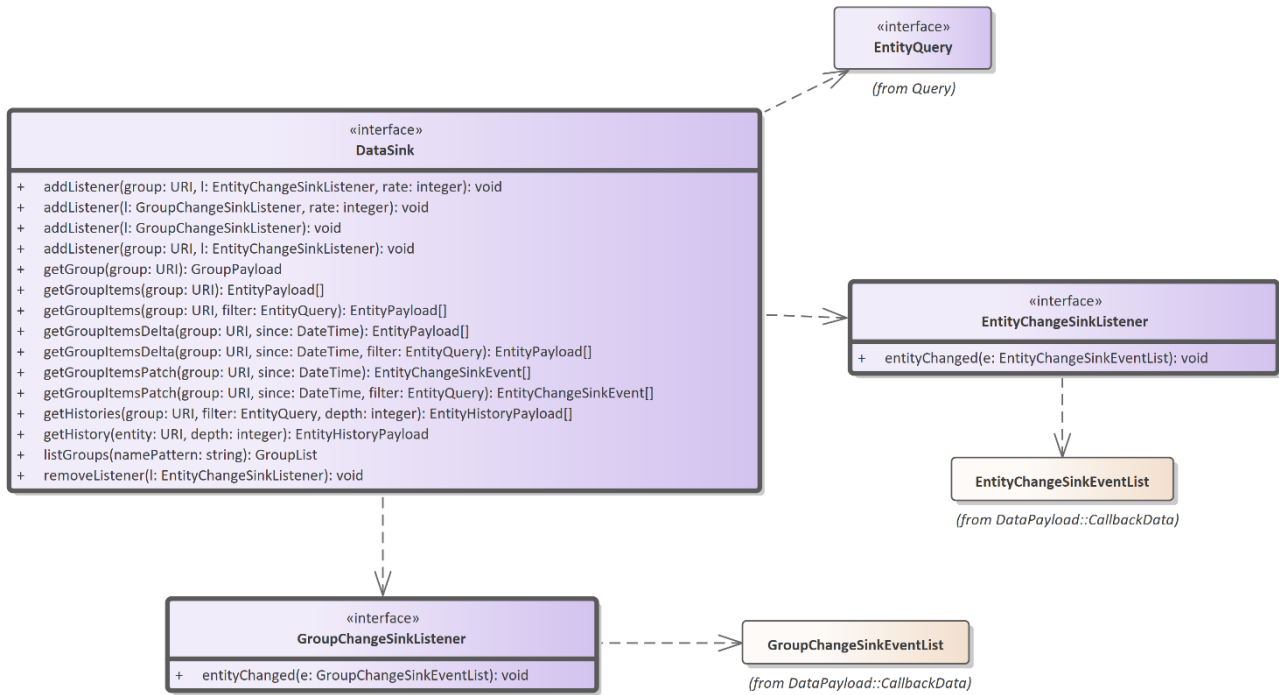 «interface»
EntityQuery
(from Query)
«interface»
DataSink
+ addListener(group: URI, l: EntityChangeSinkListener, rate: integer): void
+ addListener(l: GroupChangeSinkListener, rate: integer): void
+ addListener(l: GroupChangeSinkListener): void
+ addListener(group: URI, l: EntityChangeSinkListener): void
+ getGroup(group: URI): GroupPayload
+ getGroupItems(group: URI): EntityPayload[]
+ getGroupItems(group: URI, filter: EntityQuery): EntityPayload[]
+ getGroupItemsDelta(group: URI, since: DateTime): EntityPayload[]
+ getGroupItemsDelta(group: URI, since: DateTime, filter: EntityQuery): EntityPayload[]
+ getGroupItemsPatch(group: URI, since: DateTime): EntityChangeSinkEvent[]
+ getGroupItemsPatch(group: URI, since: DateTime, filter: EntityQuery): EntityChangeSinkEvent[]
+ getHistories(group: URI, filter: EntityQuery, depth: integer): EntityHistoryPayload[]
+ getHistory(entity: URI, depth: integer): EntityHistoryPayload
+ listGroups(namePattern: string): GroupList
+ removeListener(l: EntityChangeSinkListener): void
«interface»
EntityChangeSinkListener
+ entityChanged(e: EntityChangeSinkEventList): void
EntityChangeSinkEventList
(from DataPayload::CallbackData)
«interface»
GroupChangeSinkListener
+ entityChanged(e: GroupChangeSinkEventList): void
GroupChangeSinkEventList
(from DataPayload::CallbackData)